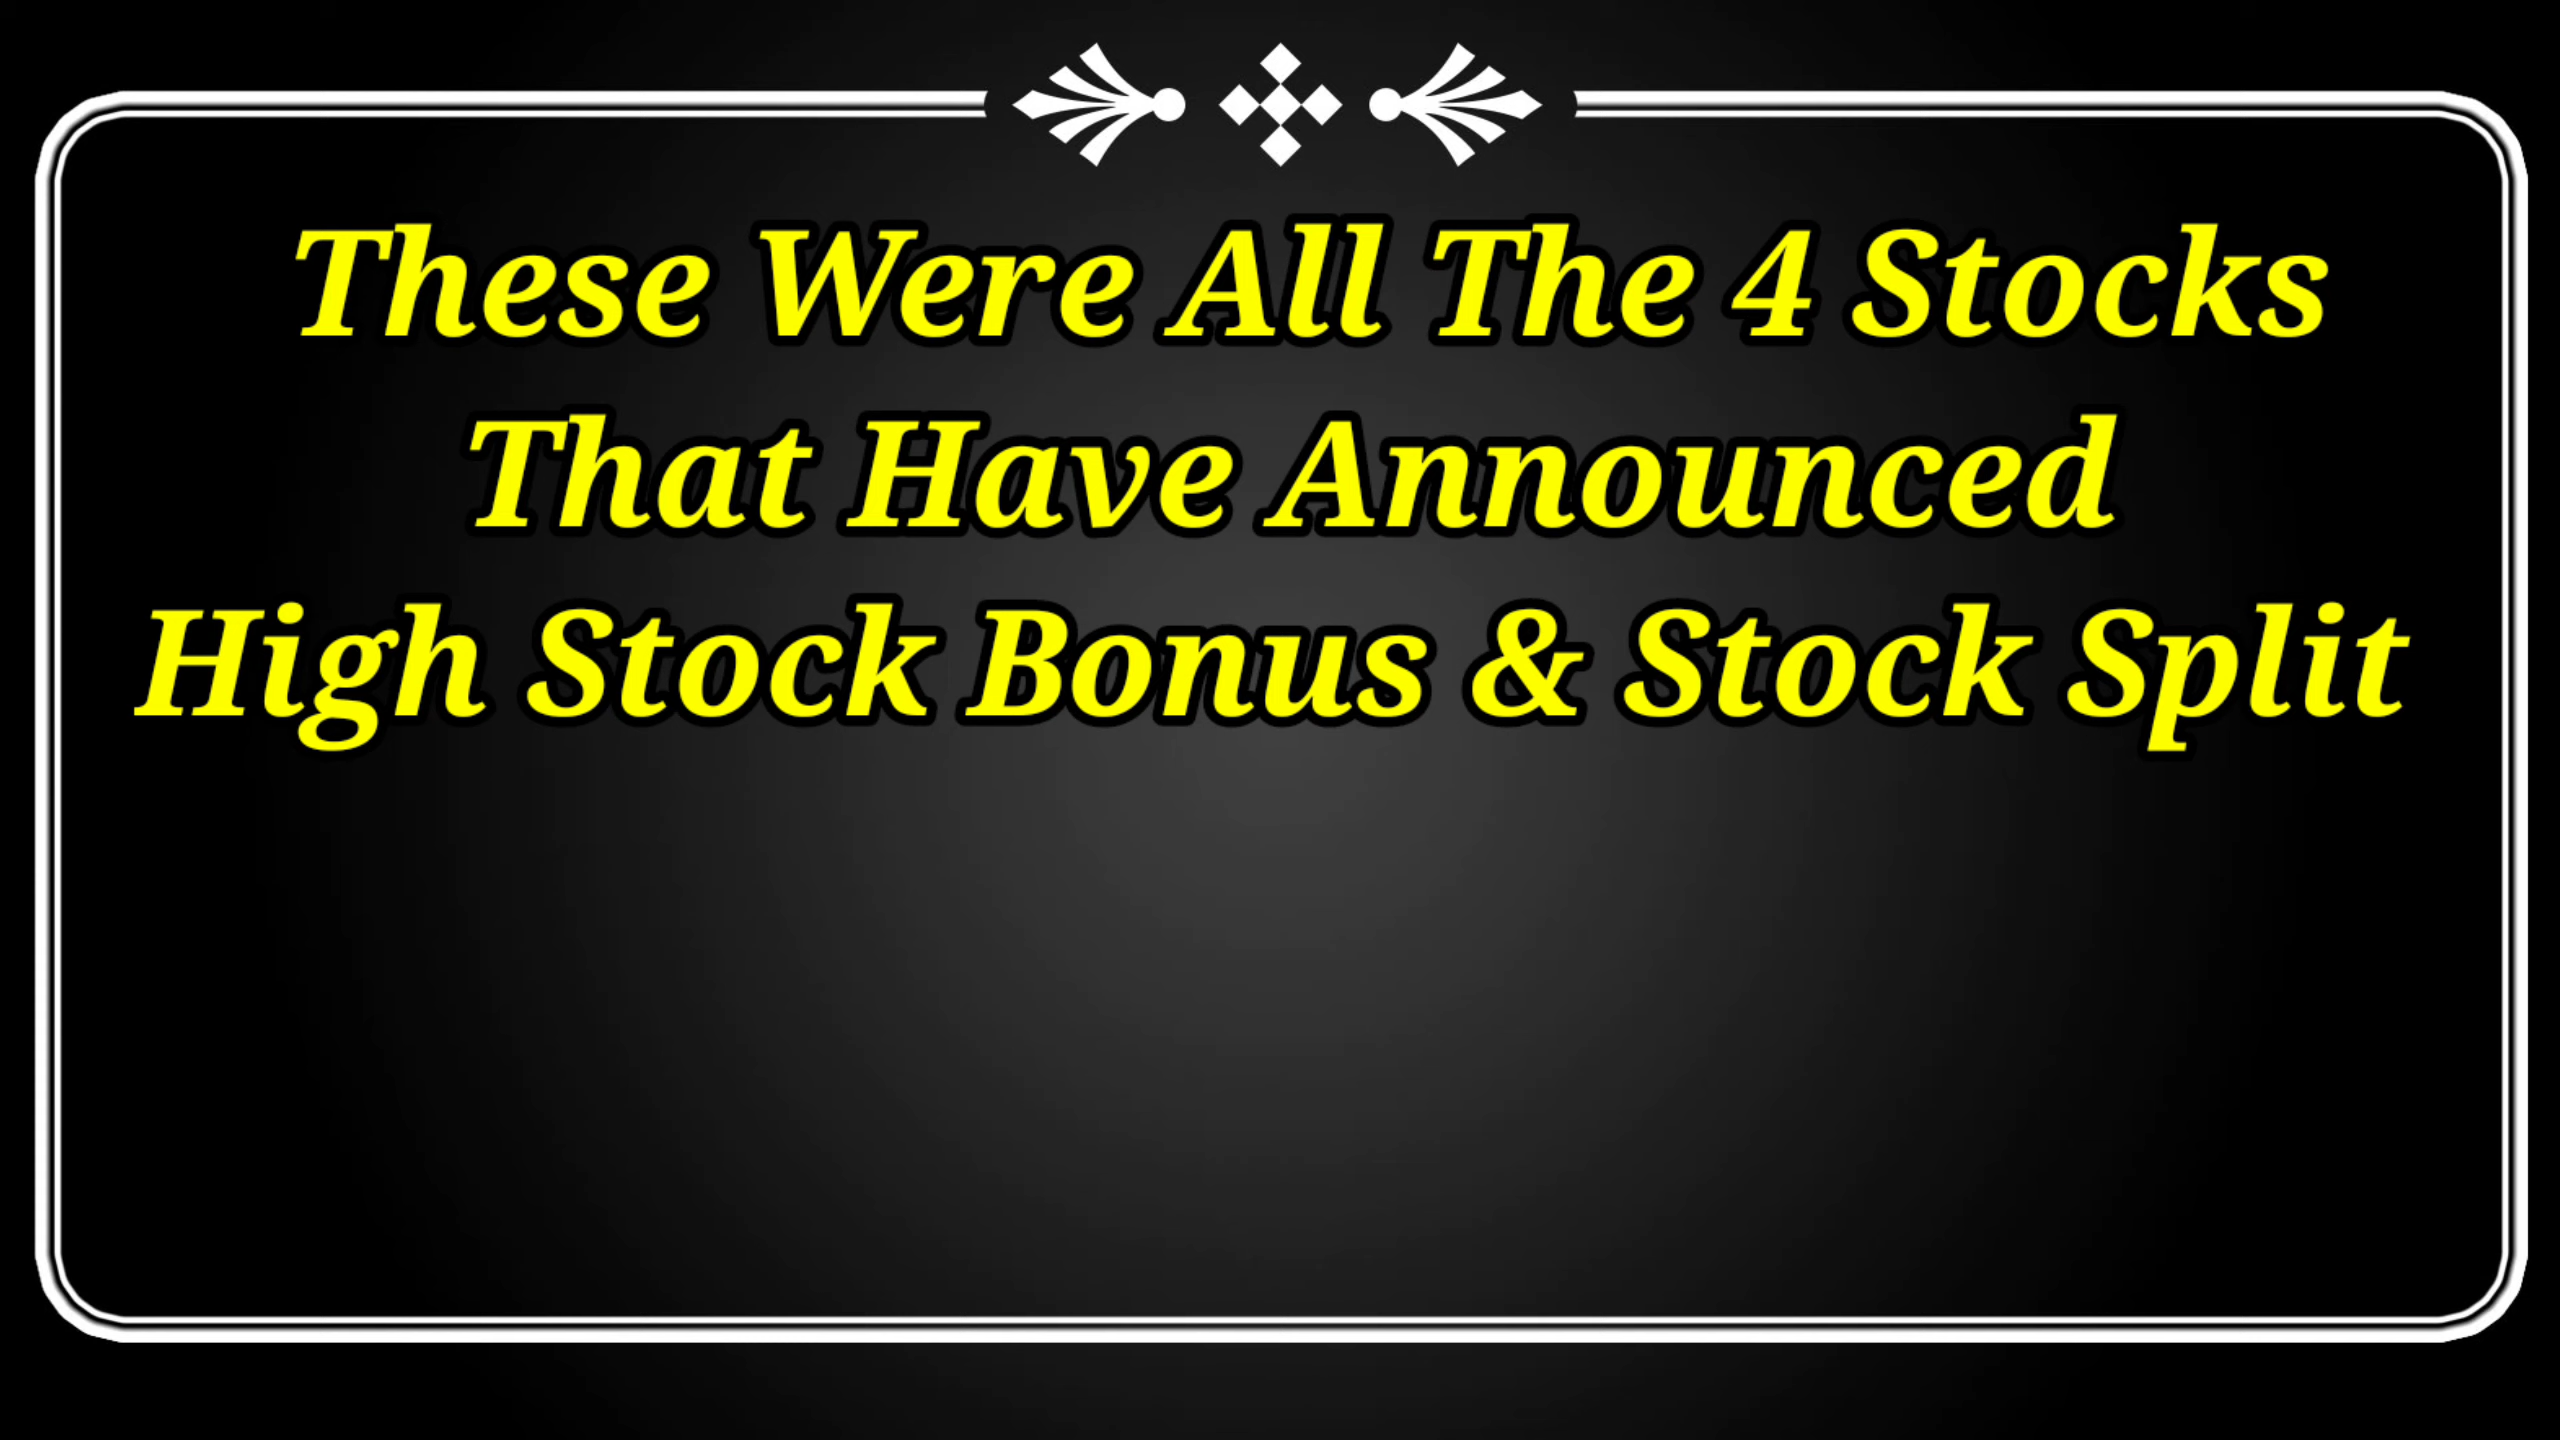 These Were All The 4 Stocks
That Have Announced
High Stock Bonus & Stock Split